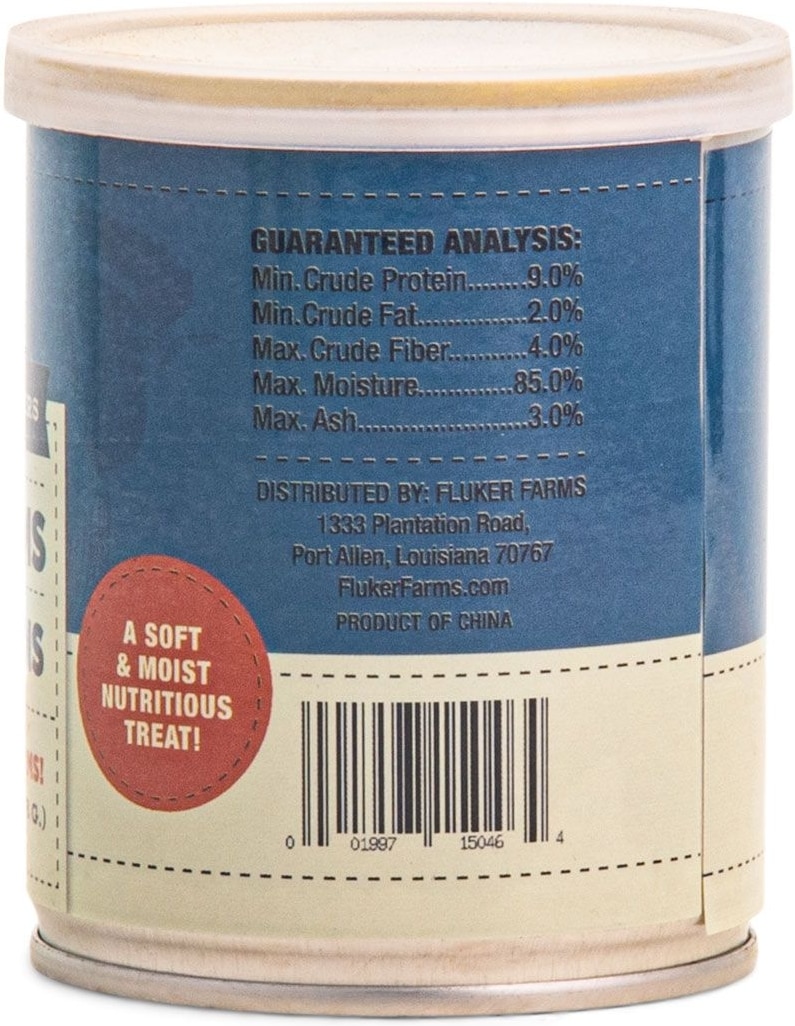 GUARANTEED ANALYSIS:
Min. Crude Protein........9.0%
Min. Crude Fat................2.0%
Max. Crude Fiber...........4.0%
Max. Moisture.............85.0%
Max. Ash........................3.0%
DISTRIBUTED BY: FLUKER FARMS
1333 Plantation Road,
Port Allen, Louisiana 70767
FlukerFarms.com
PRODUCT OF CHINA
A SOFT
& MOIST
NUTRITIOUS
TREAT!
0 01997 15046 4